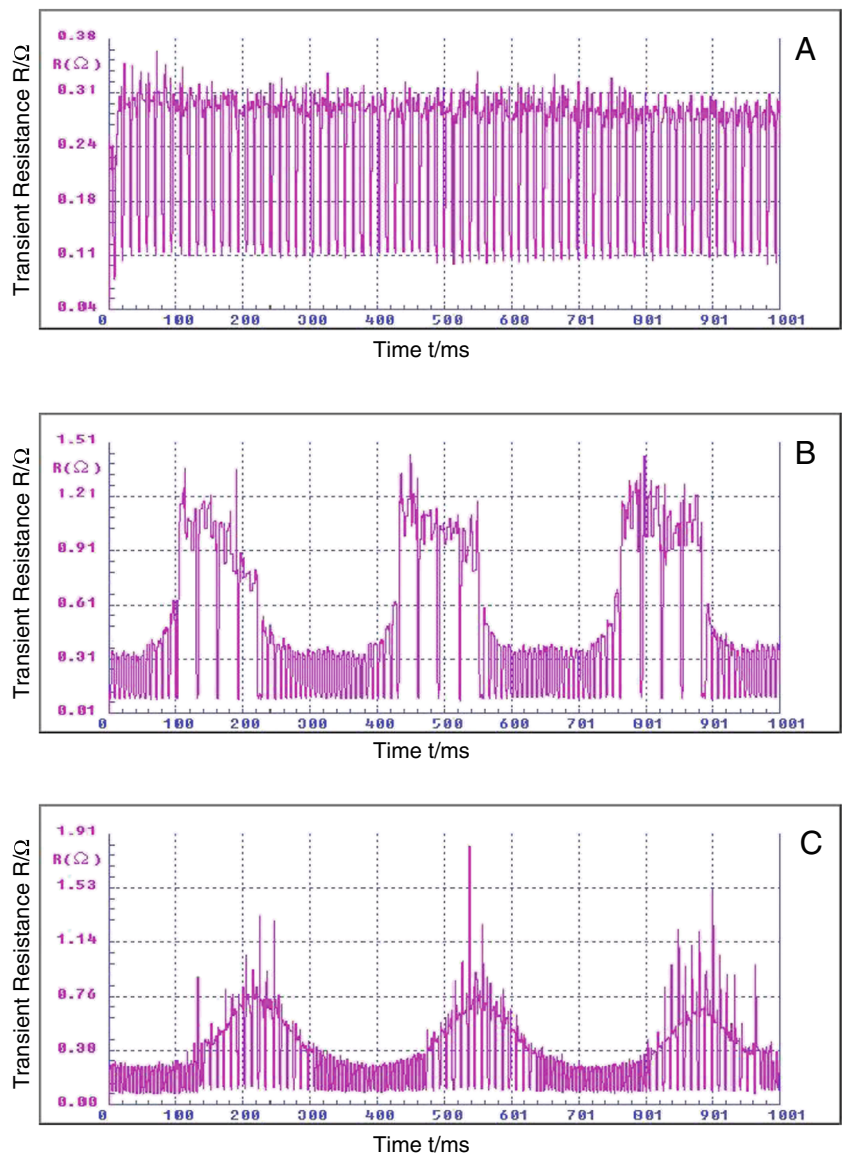 A
Transient Resistance R/Ω
0.38
R(Ω)
0.31
0.24
0.18
0.11
0.04
0 100 200 300 400 500 601 701 801 901 1001
Time t/ms
B
Transient Resistance R/Ω
1.51
R(Ω)
1.21
0.91
0.61
0.31
0.01
0 100 200 300 400 500 601 701 801 901 1001
Time t/ms
C
Transient Resistance R/Ω
1.91
R(Ω)
1.53
1.14
0.76
0.38
0.00
0 100 200 300 400 500 601 701 801 901 1001
Time t/ms